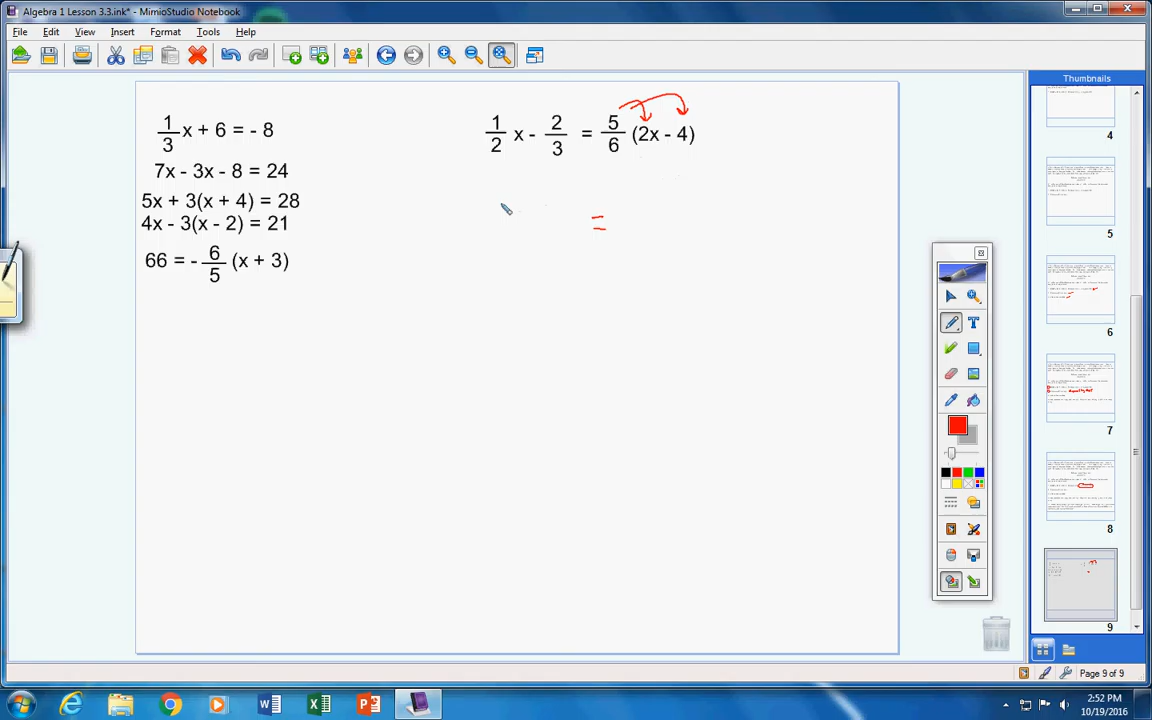 Algebra 1 Lesson 3.3.ink* - MimioStudio Notebook
File Edit View Insert Format Tools Help
1/3 x + 6 = - 8
7x - 3x - 8 = 24
5x + 3(x + 4) = 28
4x - 3(x - 2) = 21
66 = - 6/5 (x + 3)
1/2 x - 2/3 = 5/6 (2x - 4)
=
T
Thumbnails
4
5
6
7
8
9
Page 9 of 9
2:52 PM
10/19/2016